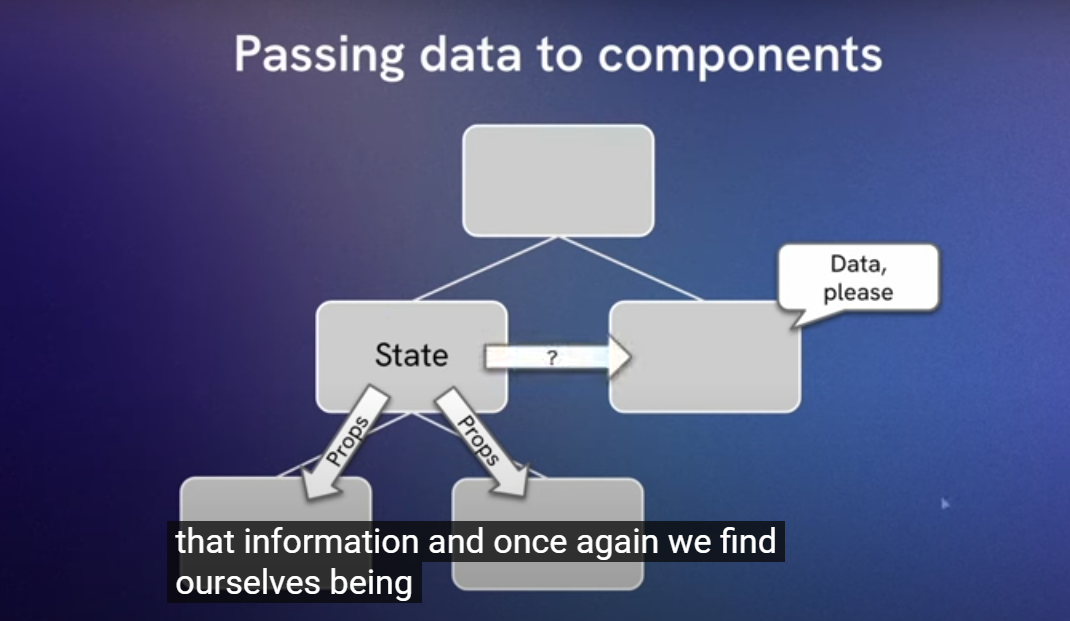 Passing data to components
Data,
please
State
?
Props
Props
that information and once again we find
ourselves being